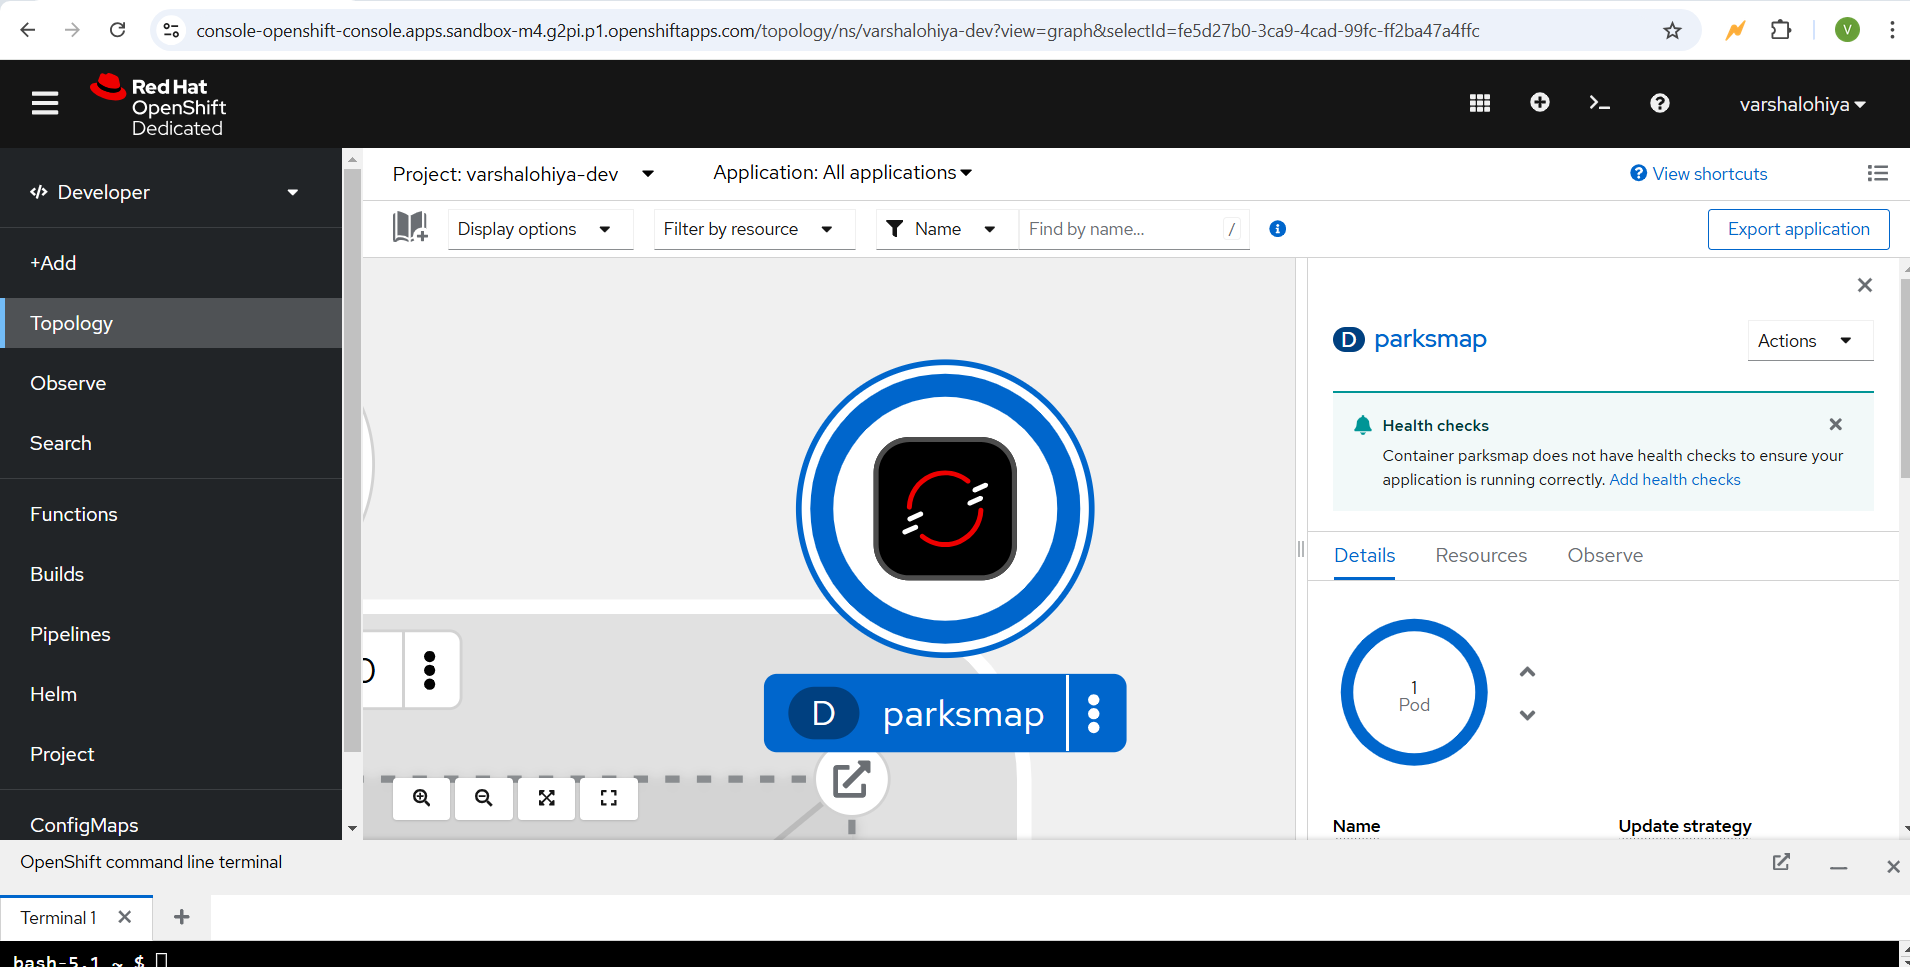 console-openshift-console.apps.sandbox-m4.g2pi.p1.openshiftapps.com/topology/ns/varshalohiya-dev?view=graph&selectId=fe5d27b0-3ca9-4cad-99fc-ff2ba47a4ffc
V
Red Hat
OpenShift
Dedicated
varshalohiya
Developer
+Add
Topology
Observe
Search
Functions
Builds
Pipelines
Helm
Project
ConfigMaps
Project: varshalohiya-dev
Application: All applications
View shortcuts
Display options
Filter by resource
Name
Find by name...
/
Export application
D parksmap
D parksmap
Actions
Health checks
Container parksmap does not have health checks to ensure your
application is running correctly. Add health checks
Details
Resources
Observe
1
Pod
Name
Update strategy
OpenShift command line terminal
Terminal 1
bash-5.1 ~ $